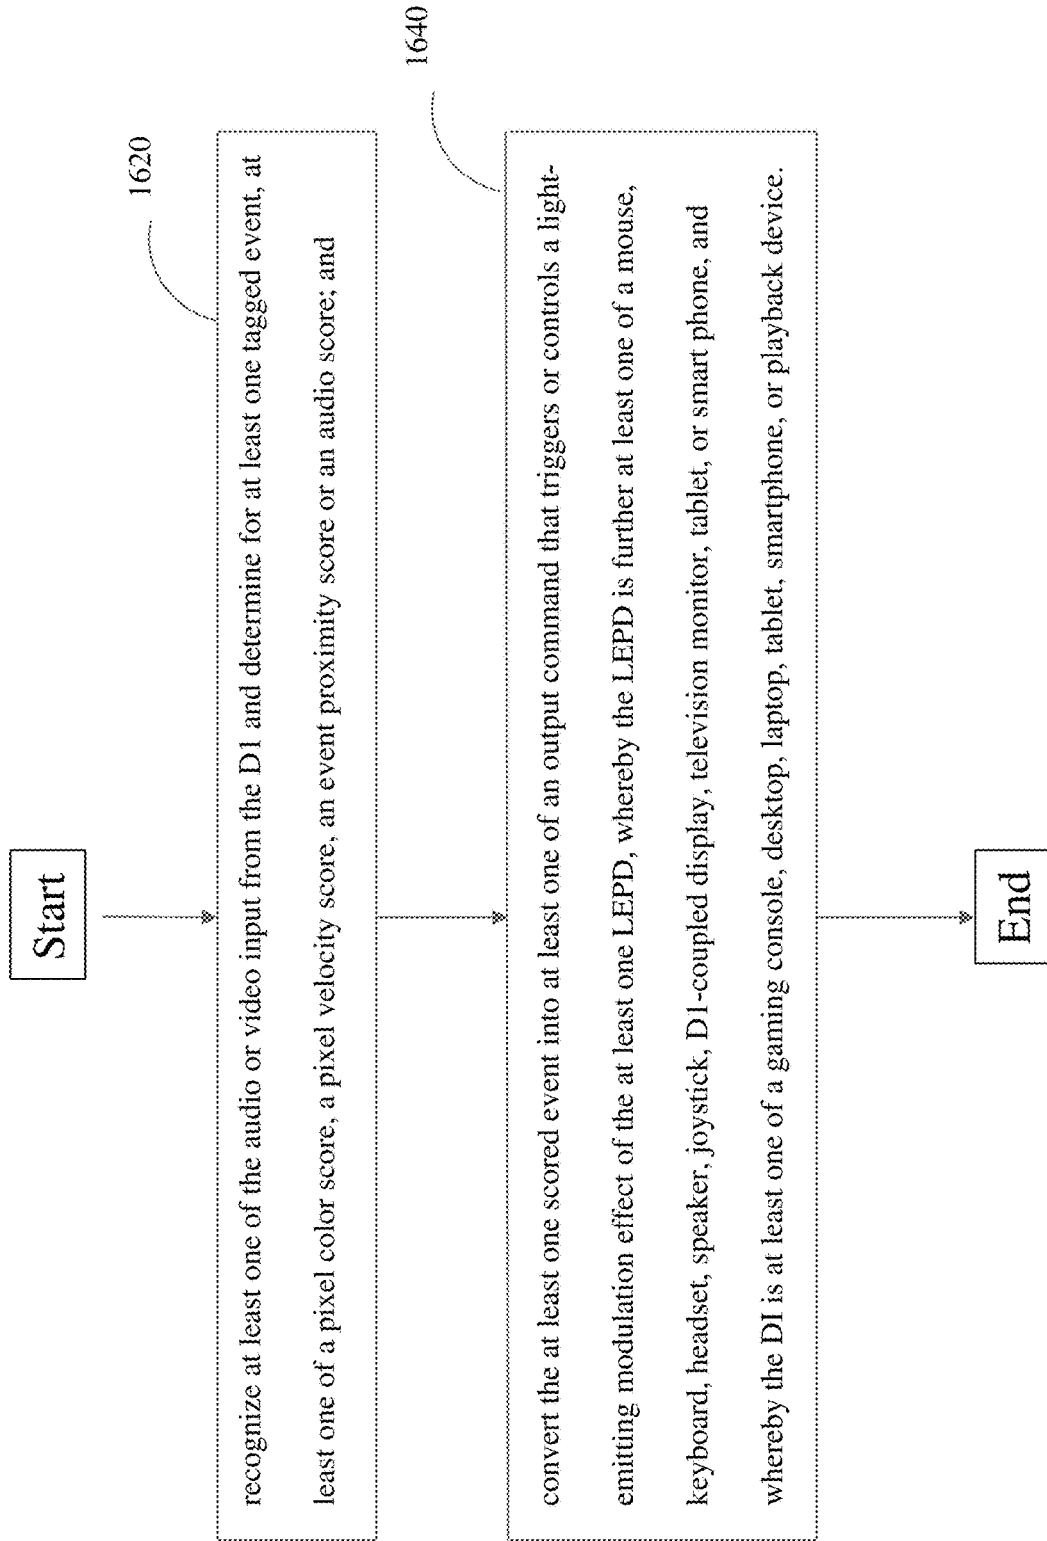 Start
1620
recognize at least one of the audio or video input from the D1 and determine for at least one tagged event, at
least one of a pixel color score, a pixel velocity score, an event proximity score or an audio score; and
1640
convert the at least one scored event into at least one of an output command that triggers or controls a light-
emitting modulation effect of the at least one LEPD, whereby the LEPD is further at least one of a mouse,
keyboard, headset, speaker, joystick, D1-coupled display, television monitor, tablet, or smart phone, and
whereby the DI is at least one of a gaming console, desktop, laptop, tablet, smartphone, or playback device.
End